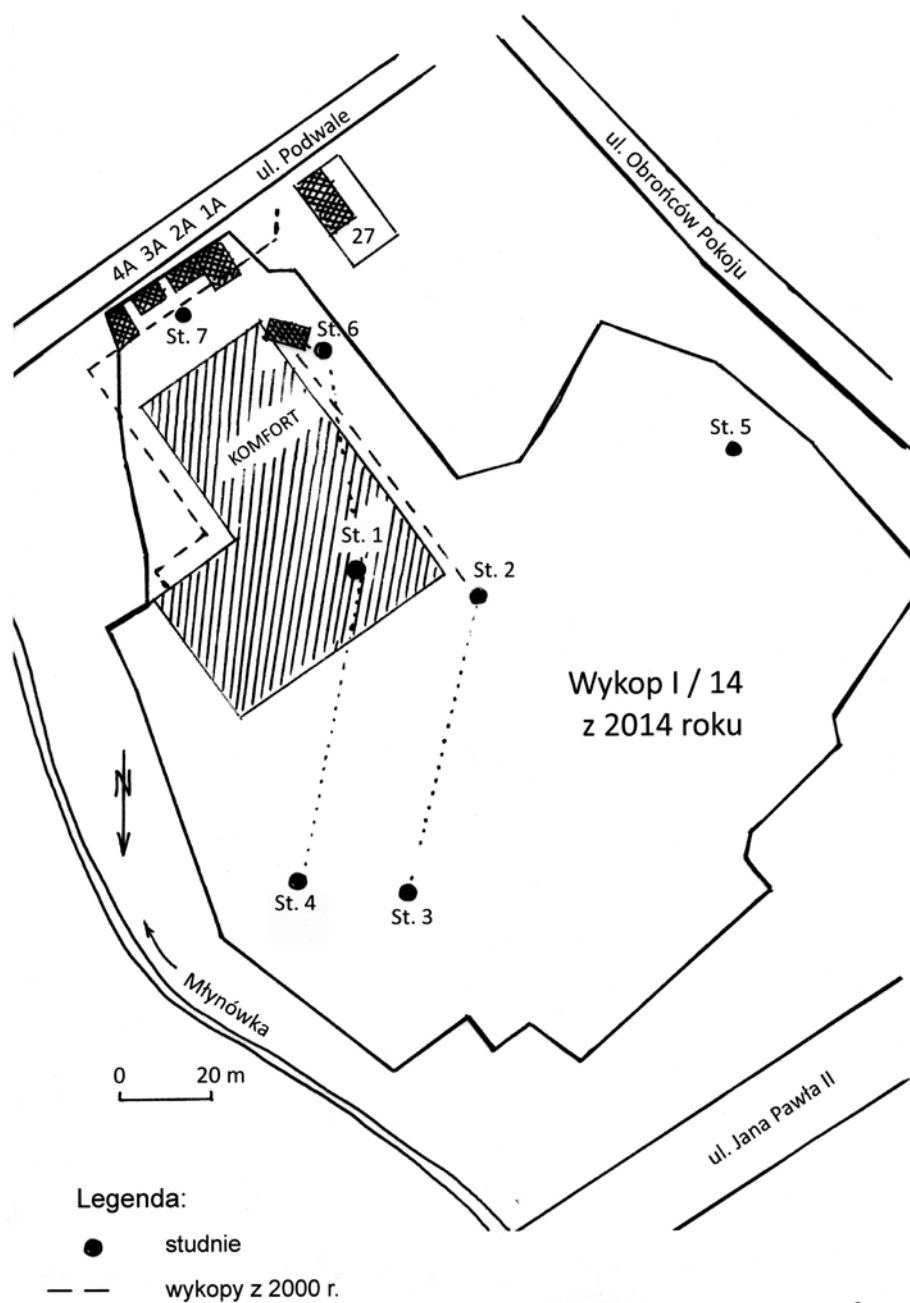 ul. Podwale
4A 3A 2A 1A
27
ul. Obrońców Pokoju
St. 7
St. 6
KOMFORT
St. 5
St. 1
St. 2
Wykop I / 14
z 2014 roku
N
St. 4
St. 3
Młynówka
0 20 m
ul. Jana Pawła II
Legenda:
studnie
wykopy z 2000 r.